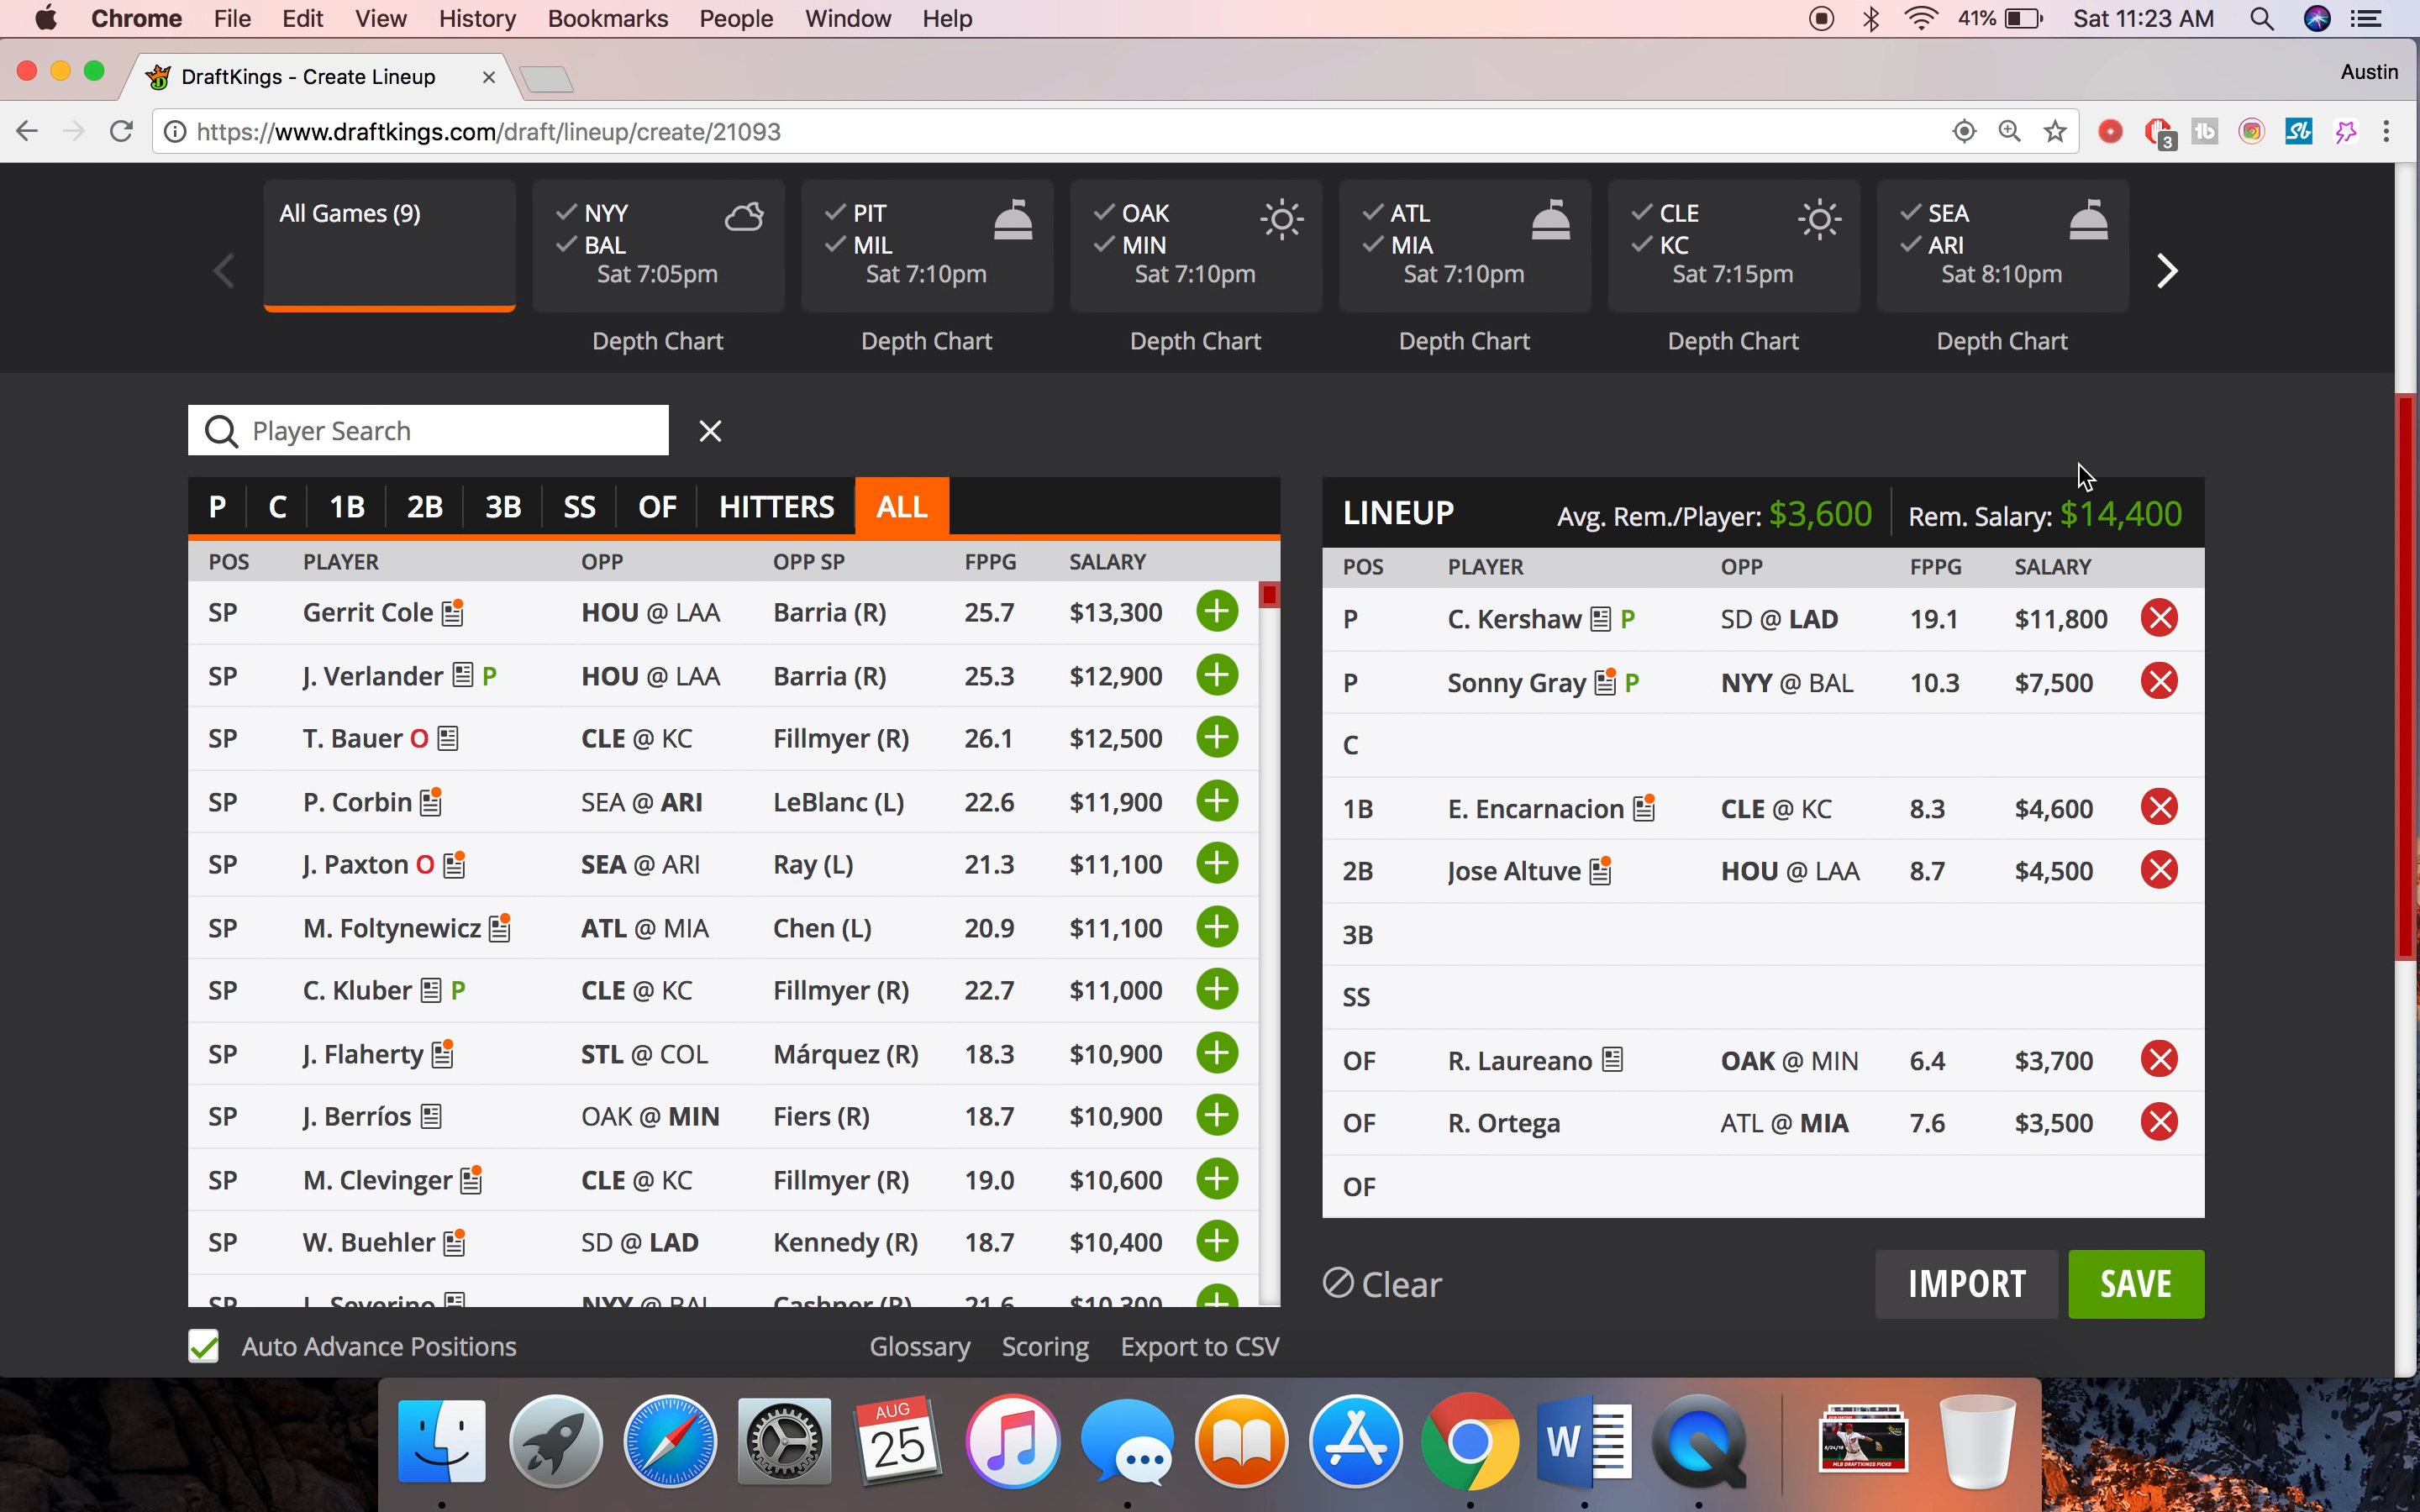 Chrome File Edit View History Bookmarks People Window Help 41% Sat 11:23 AM
DraftKings - Create Lineup Austin
https://www.draftkings.com/draft/lineup/create/21093 3
All Games (9)
NYY
BAL
Sat 7:05pm
Depth Chart
PIT
MIL
Sat 7:10pm
Depth Chart
OAK
MIN
Sat 7:10pm
Depth Chart
ATL
MIA
Sat 7:10pm
Depth Chart
CLE
KC
Sat 7:15pm
Depth Chart
SEA
ARI
Sat 8:10pm
Depth Chart
Player Search
P C 1B 2B 3B SS OF HITTERS ALL
POS PLAYER OPP OPP SP FPPG SALARY
SP Gerrit Cole HOU @ LAA Barria (R) 25.7 $13,300
SP J. Verlander P HOU @ LAA Barria (R) 25.3 $12,900
SP T. Bauer O CLE @ KC Fillmyer (R) 26.1 $12,500
SP P. Corbin SEA @ ARI LeBlanc (L) 22.6 $11,900
SP J. Paxton O SEA @ ARI Ray (L) 21.3 $11,100
SP M. Foltynewicz ATL @ MIA Chen (L) 20.9 $11,100
SP C. Kluber P CLE @ KC Fillmyer (R) 22.7 $11,000
SP J. Flaherty STL @ COL Márquez (R) 18.3 $10,900
SP J. Berríos OAK @ MIN Fiers (R) 18.7 $10,900
SP M. Clevinger CLE @ KC Fillmyer (R) 19.0 $10,600
SP W. Buehler SD @ LAD Kennedy (R) 18.7 $10,400
SP L. Severino NYY @ BAL Cashner (R) 21.6 $10,300
Auto Advance Positions Glossary Scoring Export to CSV
LINEUP Avg. Rem./Player: $3,600 Rem. Salary: $14,400
POS PLAYER OPP FPPG SALARY
P C. Kershaw P SD @ LAD 19.1 $11,800
P Sonny Gray P NYY @ BAL 10.3 $7,500
C
1B E. Encarnacion CLE @ KC 8.3 $4,600
2B Jose Altuve HOU @ LAA 8.7 $4,500
3B
SS
OF R. Laureano OAK @ MIN 6.4 $3,700
OF R. Ortega ATL @ MIA 7.6 $3,500
OF
Clear IMPORT SAVE
AUG
25
W
MLB DRAFTKINGS PICKS